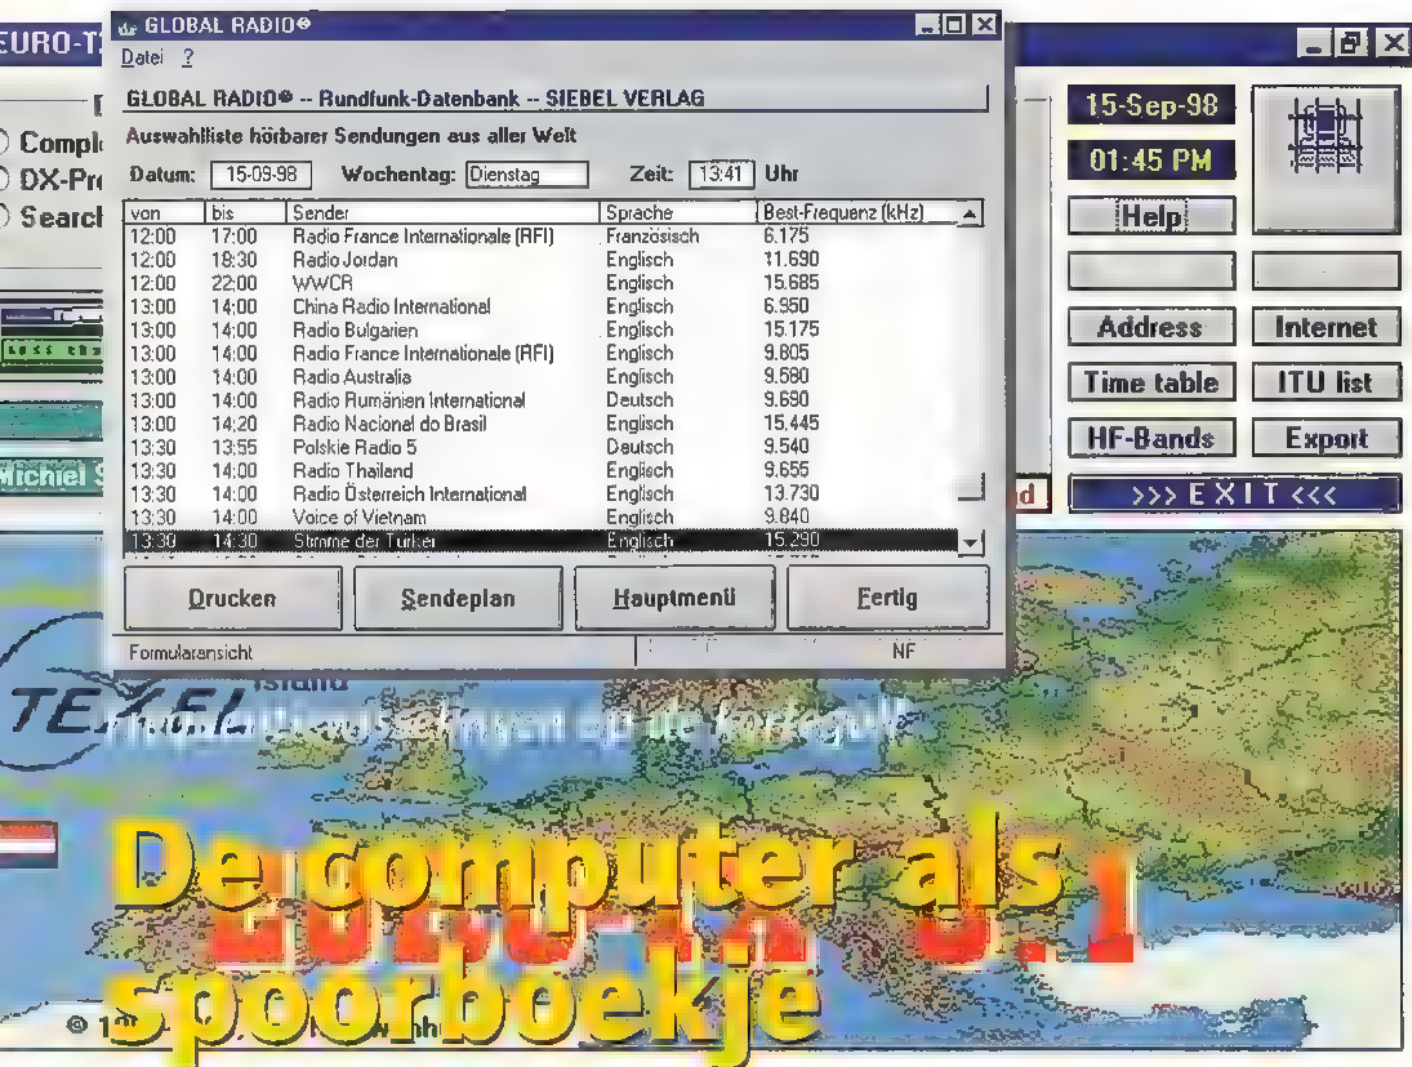 EURO-T
GLOBAL RADIO®
Datei ?
GLOBAL RADIO® -- Rundfunk-Datenbank -- SIEBEL VERLAG
Auswahlliste hörbarer Sendungen aus aller Welt
Datum: 15-09-98 Wochentag: Dienstag Zeit: 13:41 Uhr
von bis Sender Sprache Best-Frequenz (kHz)
12:00 17:00 Radio France Internationale (RFI) Französisch 6.175
12:00 18:30 Radio Jordan Englisch 11.690
12:00 22:00 WWCR Englisch 15.685
13:00 14:00 China Radio International Englisch 6.950
13:00 14:00 Radio Bulgarien Englisch 15.175
13:00 14:00 Radio France Internationale (RFI) Englisch 9.805
13:00 14:00 Radio Australia Englisch 9.580
13:00 14:00 Radio Rumänien International Deutsch 9.690
13:00 14:20 Radio Nacional do Brasil Englisch 15.445
13:30 13:55 Polskie Radio 5 Deutsch 9.540
13:30 14:00 Radio Thailand Englisch 9.655
13:30 14:00 Radio Österreich International Englisch 13.730
13:30 14:00 Voice of Vietnam Englisch 9.840
13:30 14:30 Stimme der Türkei Englisch 15.290
Drucken Sendeplan Hauptmenü Fertig
Formularansicht NF
Compl
DX-Pr
Search
Michiel S
15-Sep-98
01:45 PM
Help
Address Internet
Time table ITU list
HF-Bands Export
>>> E X I T <<<
TEXEL
Island
op de kortegolf
De computer als
spoorboekje